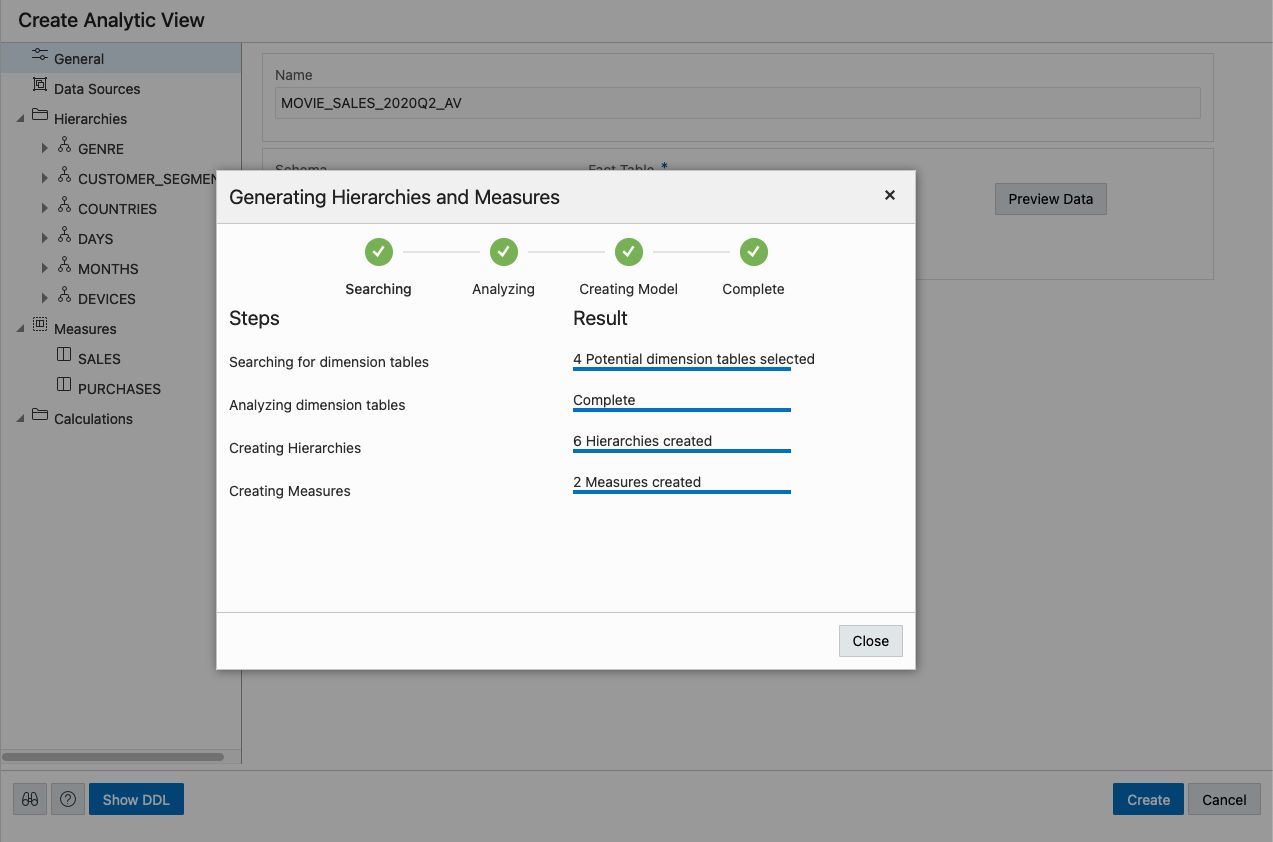 Create Analytic View
General
Data Sources
Hierarchies
GENRE
CUSTOMER_SEGMEN
COUNTRIES
DAYS
MONTHS
DEVICES
Measures
SALES
PURCHASES
Calculations
Name
MOVIE_SALES_2020Q2_AV
Schema Fact Table *
Preview Data
Generating Hierarchies and Measures
Searching Analyzing Creating Model Complete
Steps Result
Searching for dimension tables 4 Potential dimension tables selected
Analyzing dimension tables Complete
Creating Hierarchies 6 Hierarchies created
Creating Measures 2 Measures created
Close
Show DDL
Create Cancel